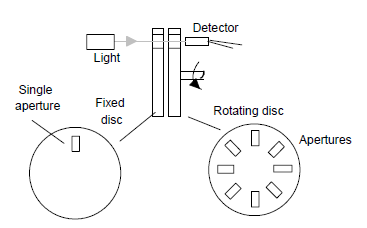 Detector
Light
Single
aperture
Fixed
disc
Rotating disc
Apertures